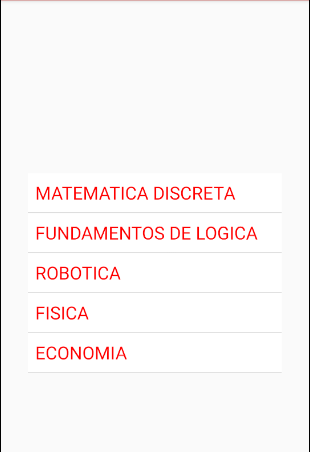 MATEMATICA DISCRETA
FUNDAMENTOS DE LOGICA
ROBOTICA
FISICA
ECONOMIA